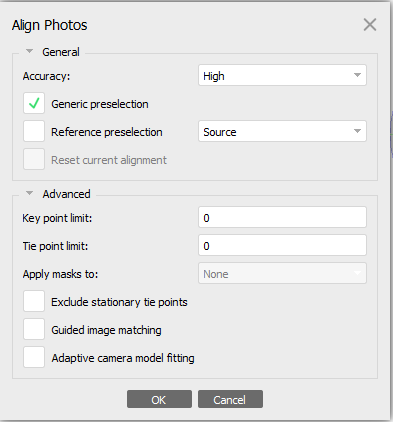 Align Photos
General
Accuracy: High
Generic preselection
Reference preselection Source
Reset current alignment
Advanced
Key point limit: 0
Tie point limit: 0
Apply masks to: None
Exclude stationary tie points
Guided image matching
Adaptive camera model fitting
OK Cancel